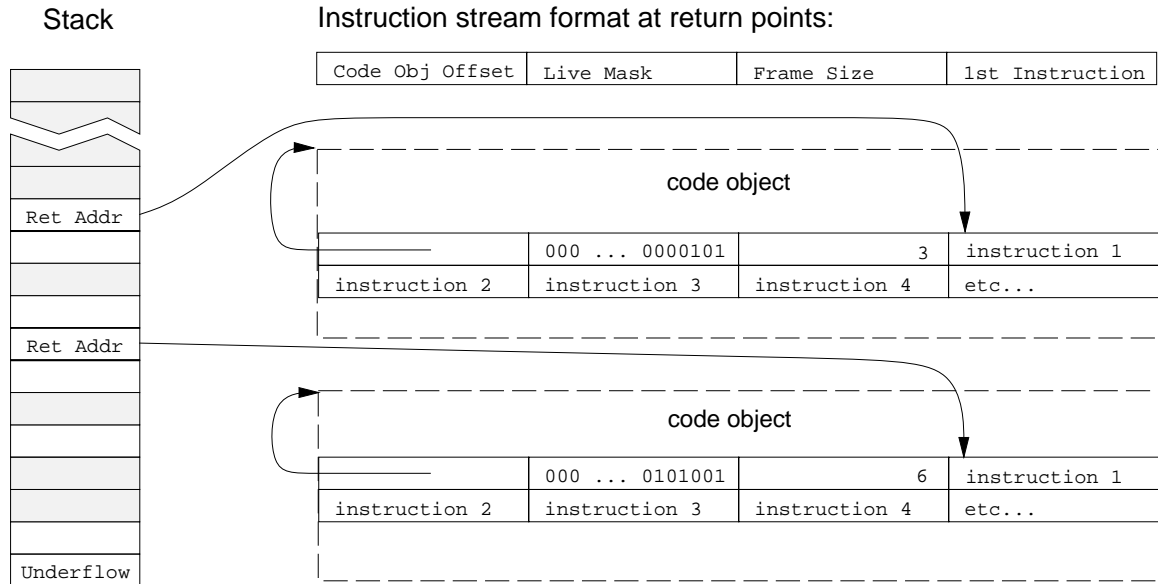 Stack
Instruction stream format at return points:
Code Obj Offset Live Mask Frame Size 1st Instruction
code object
Ret Addr
000 ... 0000101 3 instruction 1
instruction 2 instruction 3 instruction 4 etc...
Ret Addr
code object
000 ... 0101001 6 instruction 1
instruction 2 instruction 3 instruction 4 etc...
Underflow